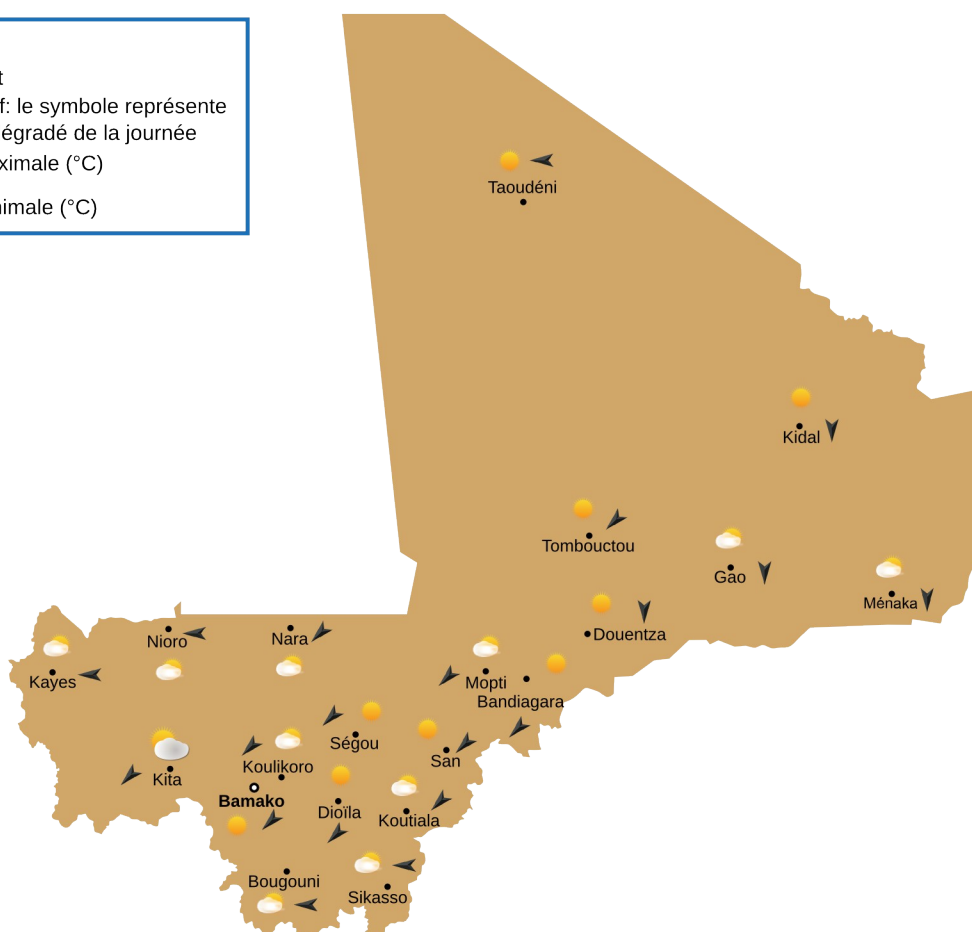 t
f: le symbole représente
égradé de la journée
ximale (°C)
nimale (°C)
Taoudéni
Kidal
Tombouctou
Gao
Ménaka
Douentza
Nioro
Nara
Kayes
Mopti
Bandiagara
Ségou
San
Koulikoro
Kita
Bamako
Dioïla
Koutiala
Bougouni
Sikasso